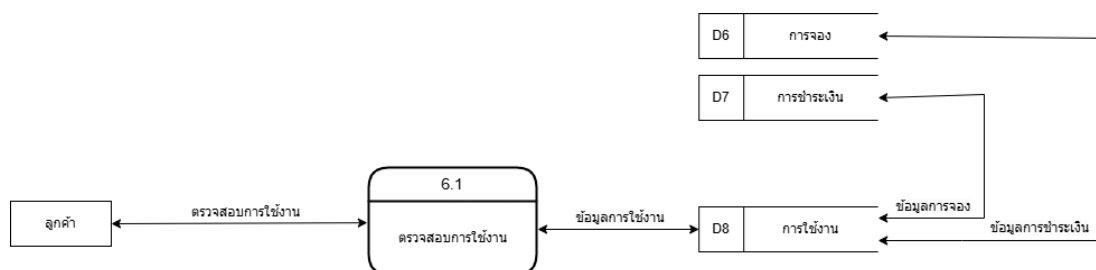 D6 การจอง
D7 การชำระเงิน
6.1
ลูกค้า
ตรวจสอบการใช้งาน
ตรวจสอบการใช้งาน
ข้อมูลการใช้งาน
D8 การใช้งาน
ข้อมูลการจอง
ข้อมูลการชำระเงิน